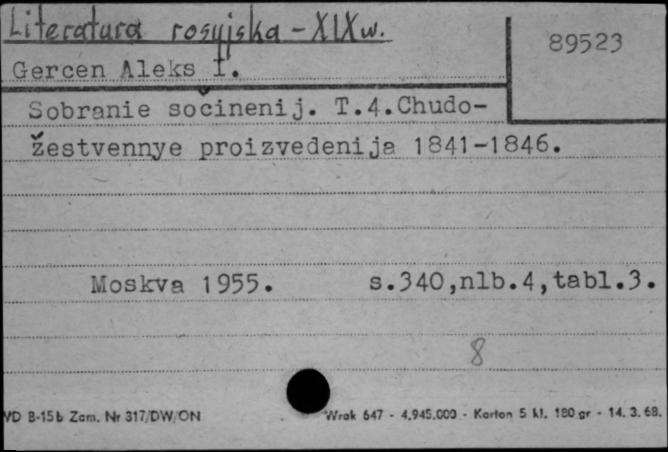 Literatura rosyjska - XIX w.
89523
Gercen Aleks I.
Sobranie sočinenij. T.4.Chudo-
žestvennye proizvedenija 1841-1846.
Moskva 1955. s.340,nlb.4,tabl.3.
8
WD B-15b Zam. Nr 317/DW/ON Wrak 647 - 4.945.000 - Karton 5 kl. 180 gr - 14. 3. 68.